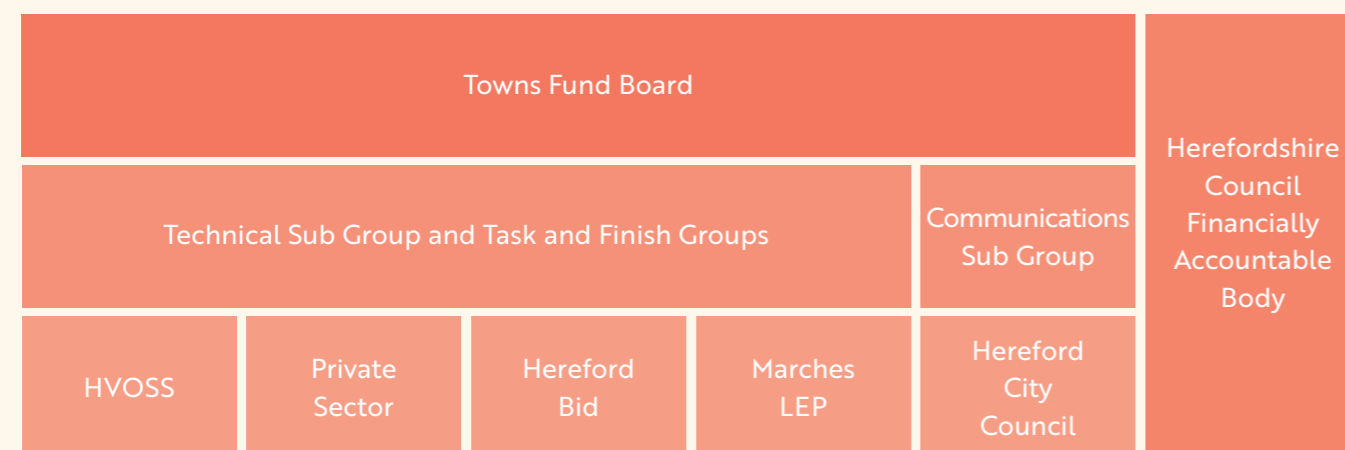 Towns Fund Board
Herefordshire
Council
Financially
Accountable
Body
Technical Sub Group and Task and Finish Groups
Communications
Sub Group
HVOSS
Private
Sector
Hereford
Bid
Marches
LEP
Hereford
City
Council